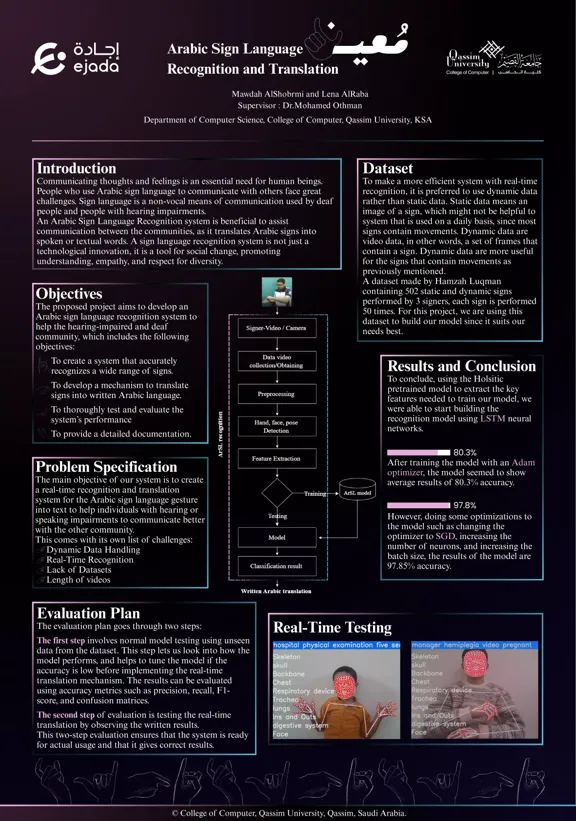 إجادة
ejada
Arabic Sign Language
Recognition and Translation
مُعين
Qassim
University
College of Computer
Mawdah AlShobrmi and Lena AlRaba
Supervisor : Dr.Mohamed Othman
Department of Computer Science, College of Computer, Qassim University, KSA
Introduction
Communicating thoughts and feelings is an essential need for human beings.
People who use Arabic sign language to communicate with others face great
challenges. Sign language is a non-vocal means of communication used by deaf
people and people with hearing impairments.
An Arabic Sign Language Recognition system is beneficial to assist
communication between the communities, as it translates Arabic signs into
spoken or textual words. A sign language recognition system is not just a
technological innovation, it is a tool for social change, promoting
understanding, empathy, and respect for diversity.
Dataset
To make a more efficient system with real-time
recognition, it is preferred to use dynamic data
rather than static data. Static data means an
image of a sign, which might not be helpful to
system that is used on a daily basis, since most
signs contain movements. Dynamic data are
video data, in other words, a set of frames that
contain a sign. Dynamic data are more useful
for the signs that contain movements as
previously mentioned.
A dataset made by Hamzah Luqman
containing 502 static and dynamic signs
performed by 3 signers, each sign is performed
50 times. For this project, we are using this
dataset to build our model since it suits our
needs best.
Objectives
The proposed project aims to develop an
Arabic sign language recognition system to
help the hearing-impaired and deaf
community, which includes the following
objectives:
To create a system that accurately
recognizes a wide range of signs.
To develop a mechanism to translate
signs into written Arabic language.
To thoroughly test and evaluate the
system's performance
To provide a detailed documentation.
Problem Specification
The main objective of our system is to create
a real-time recognition and translation
system for the Arabic sign language gesture
into text to help individuals with hearing or
speaking impairments to communicate better
with the other community.
This comes with its own list of challenges:
Dynamic Data Handling
Real-Time Recognition
Lack of Datasets
Length of videos
ArSL recognition
Signer-Video / Camera
Data video
collection/Obtaining
Preprocessing
Hand, face, pose
Detection
Feature Extraction
Training
ArSL model
Testing
Model
Classification result
Written Arabic translation
Results and Conclusion
To conclude, using the Holsitic
pretrained model to extract the key
features needed to train our model, we
were able to start building the
recognition model using LSTM neural
networks.
80.3%
After training the model with an Adam
optimizer, the model seemed to show
average results of 80.3% accuracy.
97.8%
However, doing some optimizations to
the model such as changing the
optimizer to SGD, increasing the
number of neurons, and increasing the
batch size, the results of the model are
97.85% accuracy.
Evaluation Plan
The evaluation plan goes through two steps:
The first step involves normal model testing using unseen
data from the dataset. This step lets us look into how the
model performs, and helps to tune the model if the
accuracy is low before implementing the real-time
translation mechanism. The results can be evaluated
using accuracy metrics such as precision, recall, F1-
score, and confusion matrices.
The second step of evaluation is testing the real-time
translation by observing the written results.
This two-step evaluation ensures that the system is ready
for actual usage and that it gives correct results.
Real-Time Testing
hospital physical examination five sei
Skeleton
skull
Backbone
Chest
Respiratory device
Trachea
lungs
Ins and Outs
digestive system
Face
manager hemiplegia video pregnant
Skeleton
skull
Backbone
Chest
Respiratory device
Trachea
lungs
Ins and Outs
digestive system
Face
© College of Computer, Qassim University, Qassim, Saudi Arabia.